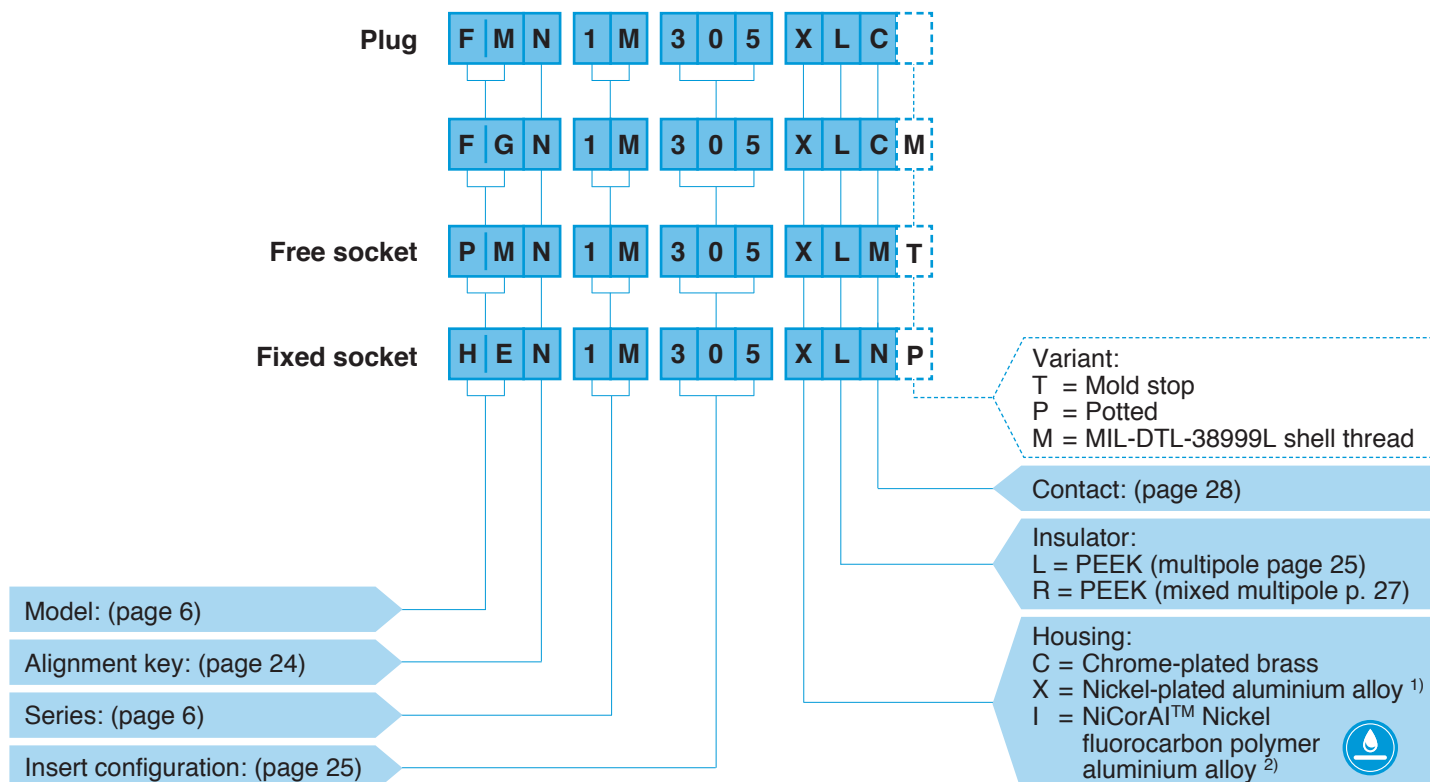 Plug F M N 1 M 3 0 5 X L C
F G N 1 M 3 0 5 X L C M
Free socket P M N 1 M 3 0 5 X L M T
Fixed socket H E N 1 M 3 0 5 X L N P
Variant:
T = Mold stop
P = Potted
M = MIL-DTL-38999L shell thread
Contact: (page 28)
Insulator:
L = PEEK (multipole page 25)
R = PEEK (mixed multipole p. 27)
Housing:
C = Chrome-plated brass
X = Nickel-plated aluminium alloy 1)
I = NiCorAl™ Nickel
fluorocarbon polymer
aluminium alloy 2)
Model: (page 6)
Alignment key: (page 24)
Series: (page 6)
Insert configuration: (page 25)